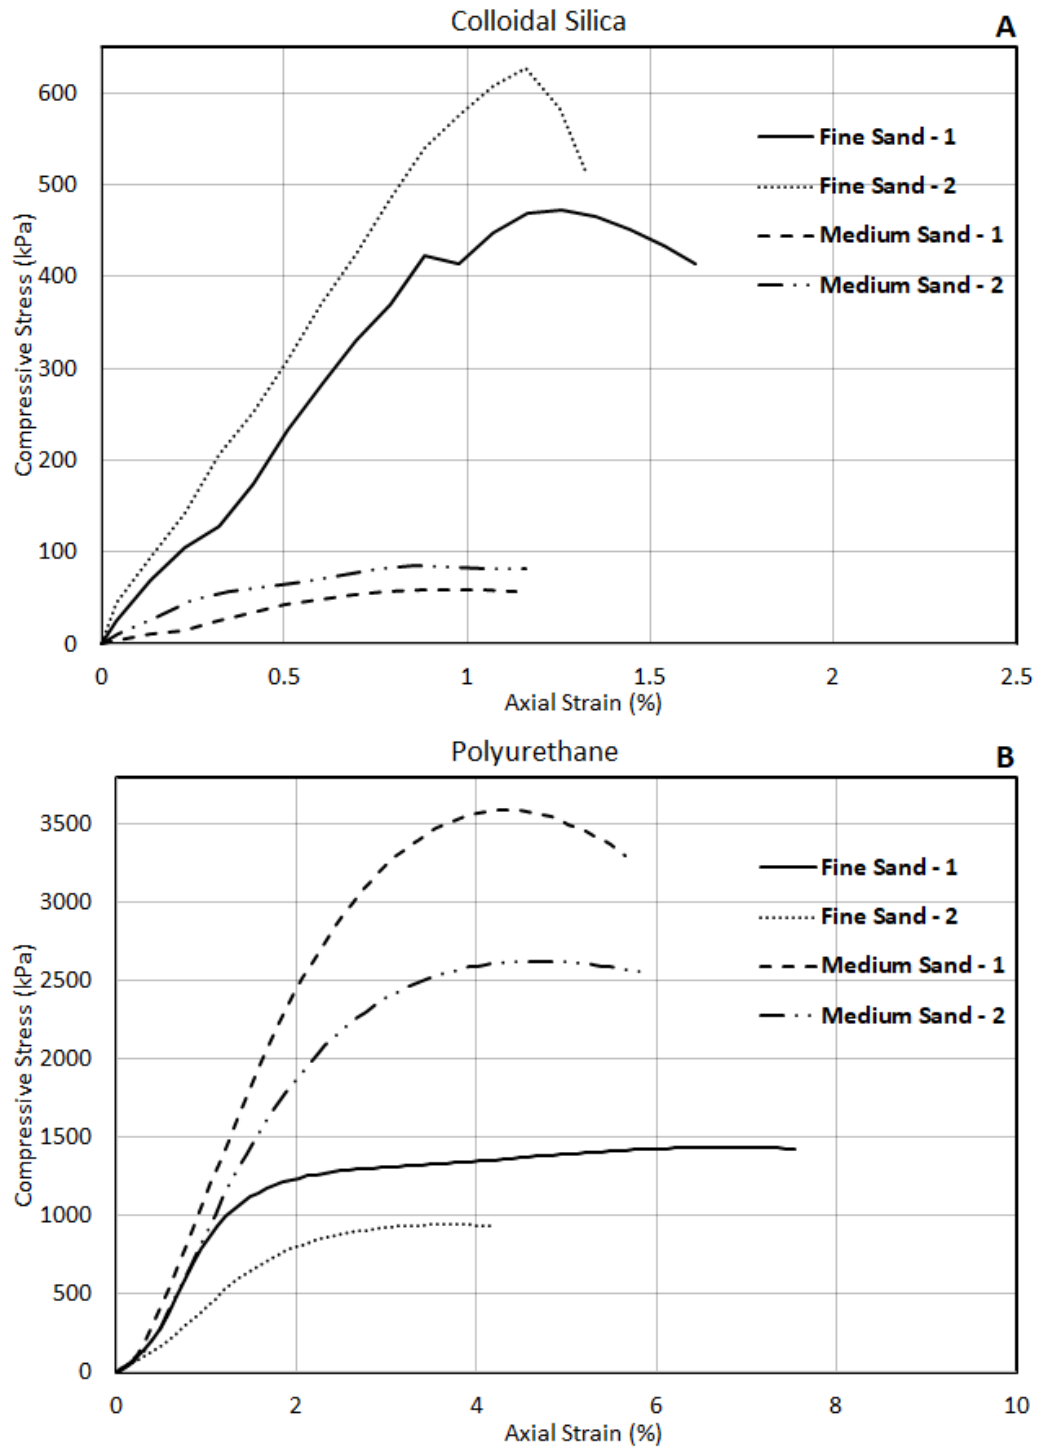 Colloidal Silica
A
600
500
400
300
200
100
0
Compressive Stress (kPa)
Fine Sand - 1
Fine Sand - 2
Medium Sand - 1
Medium Sand - 2
0 0.5 1 1.5 2 2.5
Axial Strain (%)
Polyurethane
B
3500
3000
2500
2000
1500
1000
500
0
Compressive Stress (kPa)
Fine Sand - 1
Fine Sand - 2
Medium Sand - 1
Medium Sand - 2
0 2 4 6 8 10
Axial Strain (%)